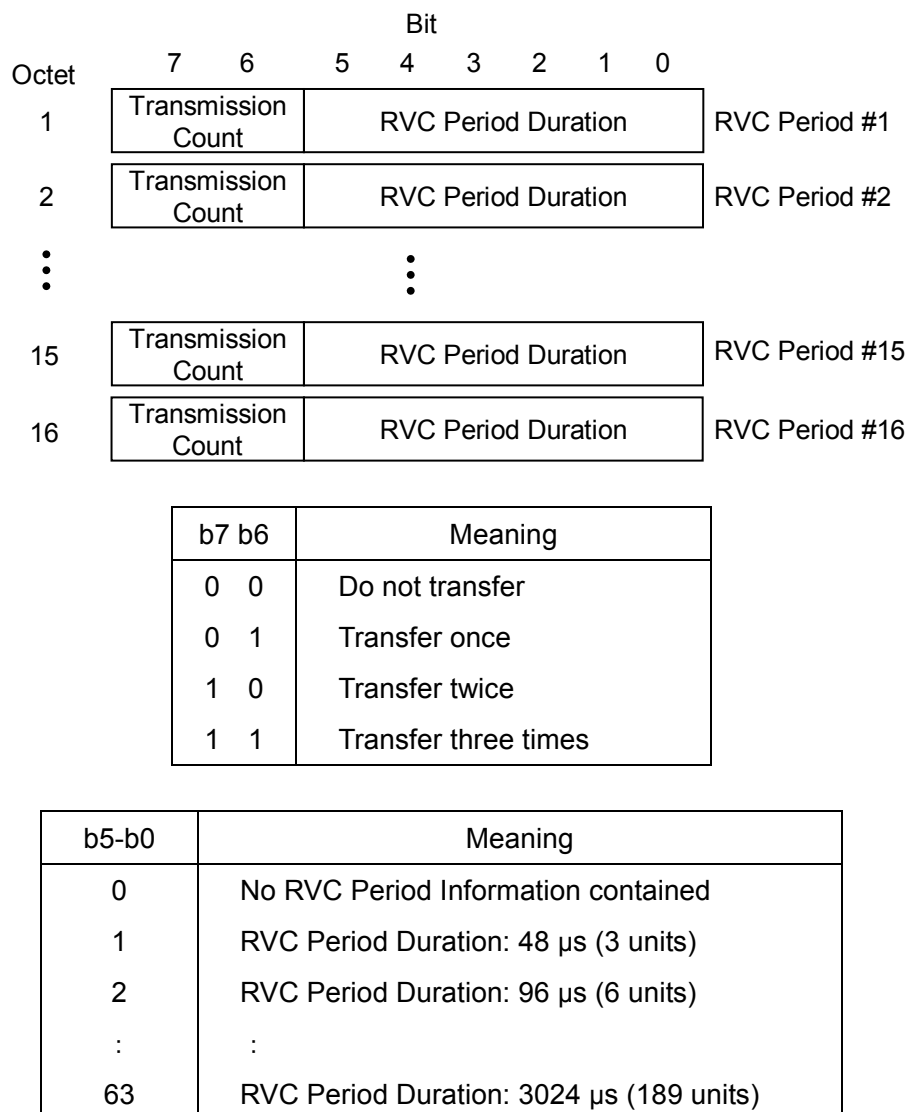 Bit
Octet 7 6 5 4 3 2 1 0
1 Transmission Count RVC Period Duration RVC Period #1
2 Transmission Count RVC Period Duration RVC Period #2
15 Transmission Count RVC Period Duration RVC Period #15
16 Transmission Count RVC Period Duration RVC Period #16
b7 b6 Meaning
0 0 Do not transfer
0 1 Transfer once
1 0 Transfer twice
1 1 Transfer three times
b5-b0 Meaning
0 No RVC Period Information contained
1 RVC Period Duration: 48 µs (3 units)
2 RVC Period Duration: 96 µs (6 units)
: :
63 RVC Period Duration: 3024 µs (189 units)